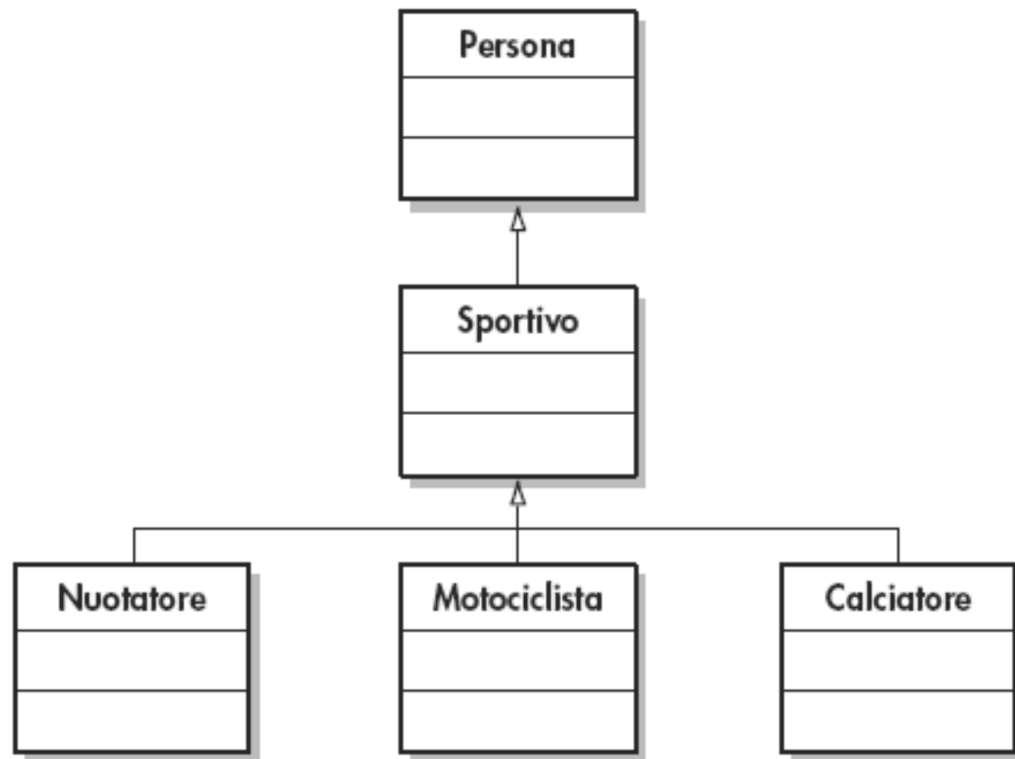 Persona
Sportivo
Nuotatore
Motociclista
Calciatore